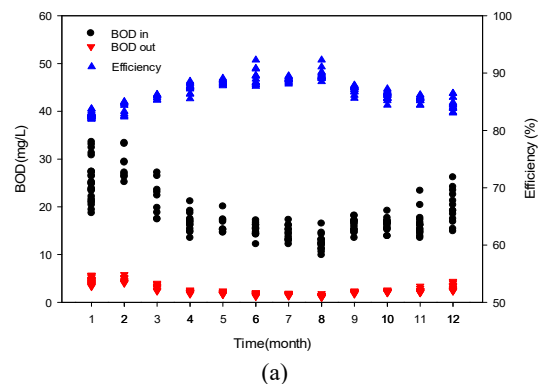 60
50
40
30
20
10
0
BOD(mg/L)
BOD in
BOD out
Efficiency
100
90
80
70
60
50
Efficiency (%)
1 2 3 4 5 6 7 8 9 10 11 12
Time(month)
(a)